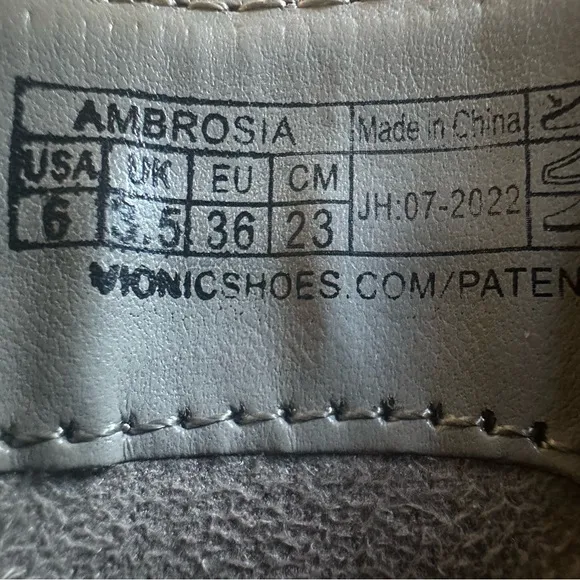 AMBROSIA Made in China
USA UK EU CM JH:07-2022
6 3.5 36 23
VIONICSHOES.COM/PATEN